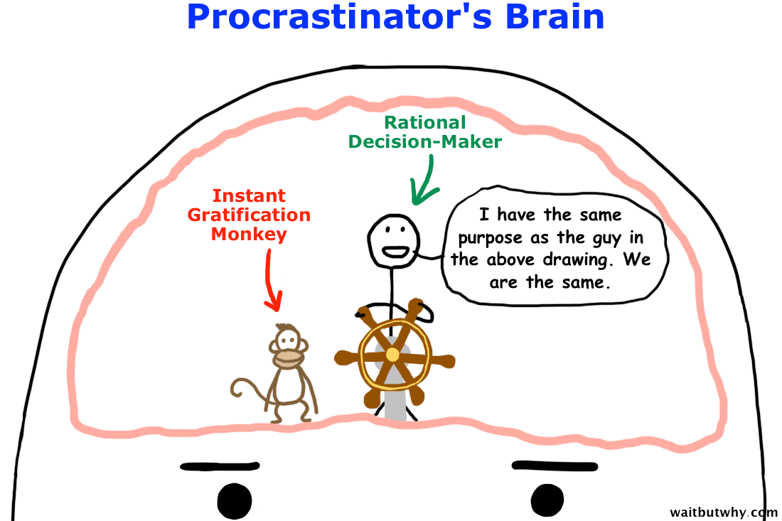 Procrastinator's Brain
Rational
Decision-Maker
Instant
Gratification
Monkey
I have the same
purpose as the guy in
the above drawing. We
are the same.
waitbutwhy.com